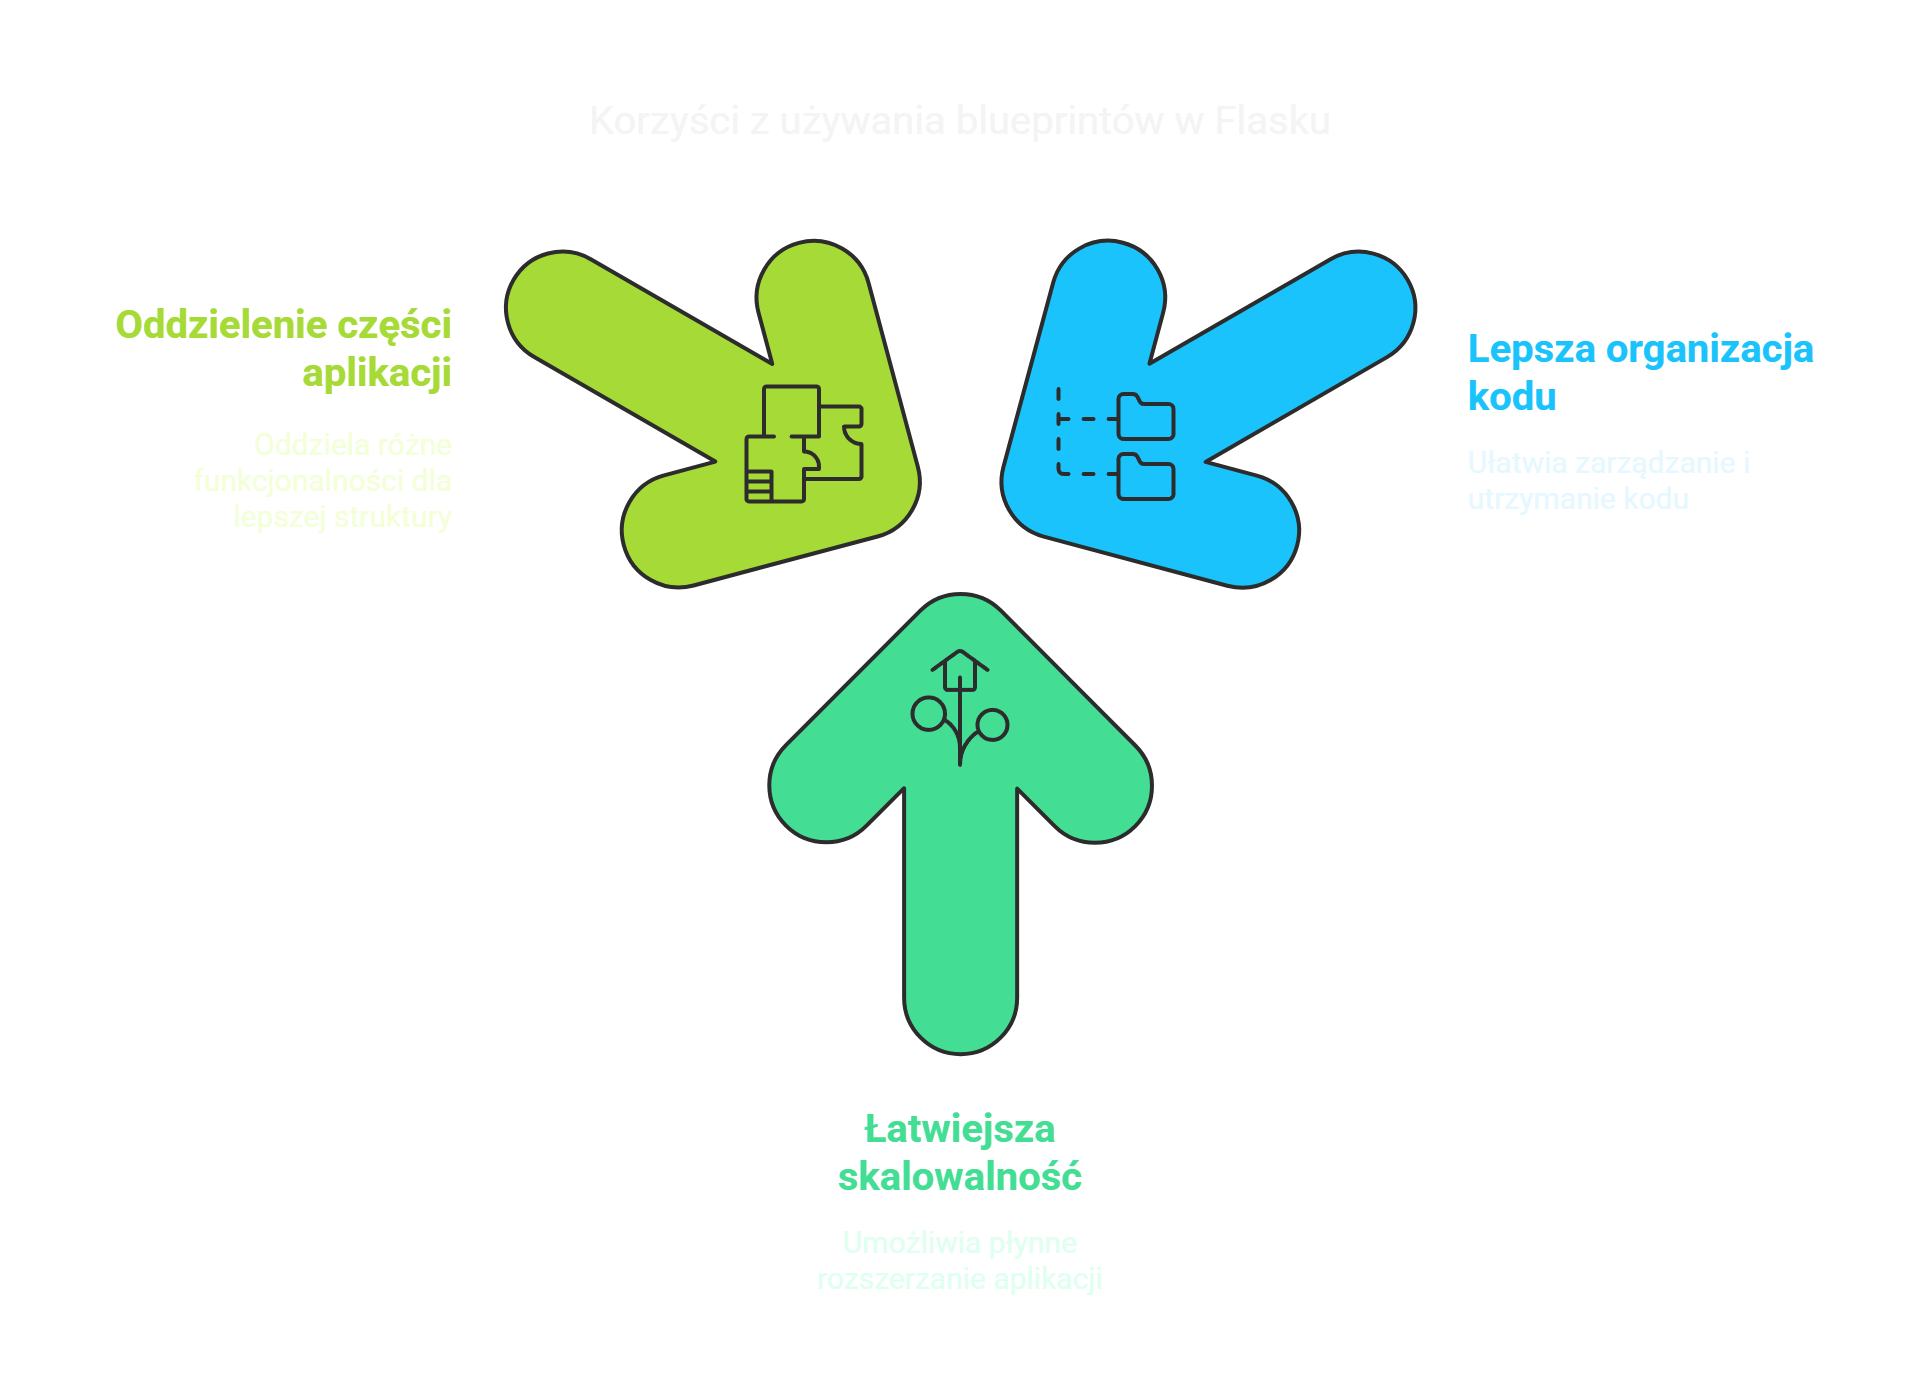 Korzyści z używania blueprintów w Flasku
Oddzielenie części
aplikacji
Oddziela różne
funkcjonalności dla
lepszej struktury
Lepsza organizacja
kodu
Ułatwia zarządzanie i
utrzymanie kodu
Łatwiejsza
skalowalność
Umożliwia płynne
rozszerzanie aplikacji